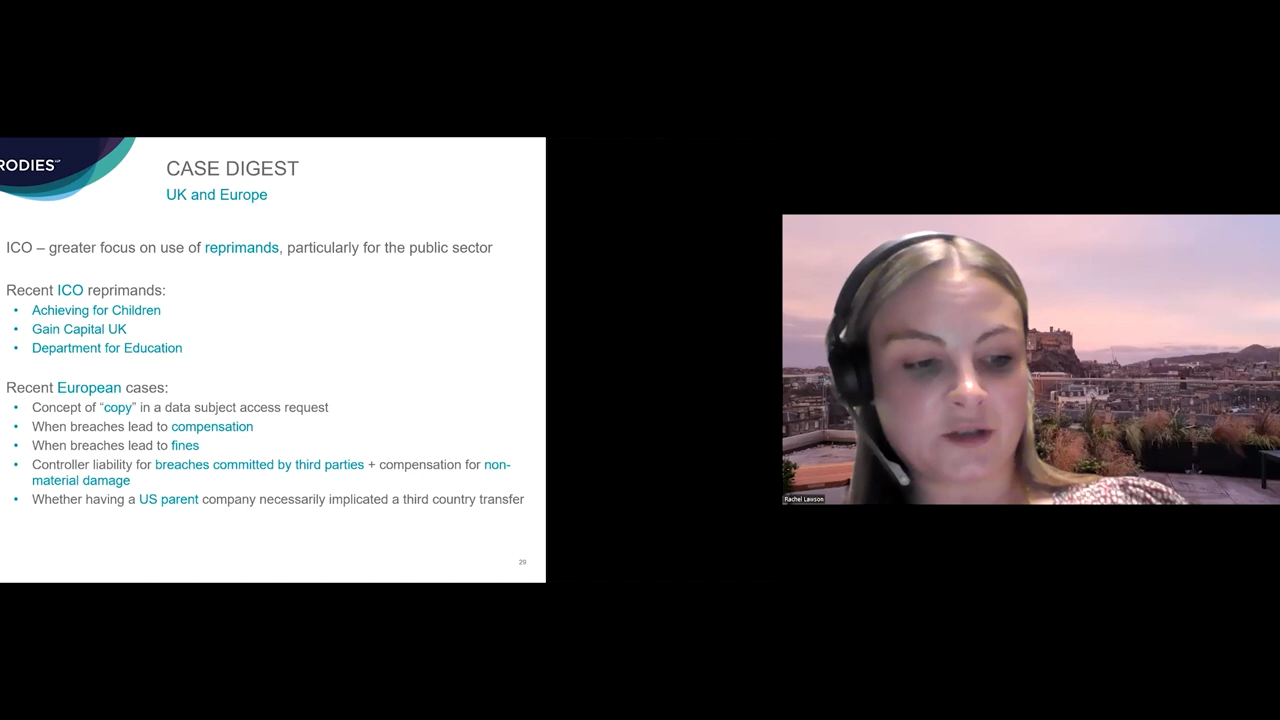 RODIES LLP
CASE DIGEST
UK and Europe
ICO – greater focus on use of reprimands, particularly for the public sector
Recent ICO reprimands:
• Achieving for Children
• Gain Capital UK
• Department for Education
Recent European cases:
• Concept of “copy” in a data subject access request
• When breaches lead to compensation
• When breaches lead to fines
• Controller liability for breaches committed by third parties + compensation for non-
material damage
• Whether having a US parent company necessarily implicated a third country transfer
29
Rachel Lawson